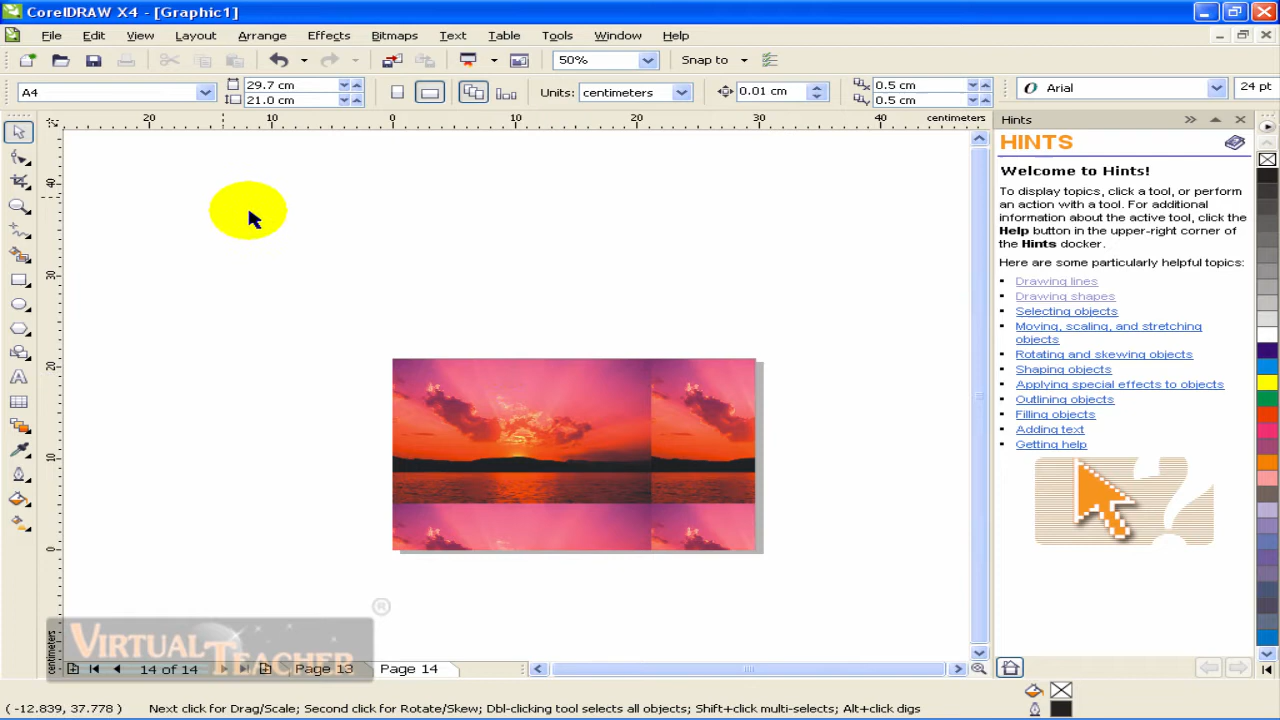 CorelDRAW X4 - [Graphic1]
File Edit View Layout Arrange Effects Bitmaps Text Table Tools Window Help
50% Snap to
A4 29.7 cm 21.0 cm Units: centimeters 0.01 cm 0.5 cm 0.5 cm O Arial 24 pt
20 10 0 10 20 30 40 centimeters
40
30
20
10
0
centimeters
Hints
HINTS
Welcome to Hints!
To display topics, click a tool, or perform
an action with a tool. For additional
information about the active tool, click the
Help button in the upper-right corner of
the Hints docker.
Here are some particularly helpful topics:
Drawing lines
Drawing shapes
Selecting objects
Moving, scaling, and stretching
objects
Rotating and skewing objects
Shaping objects
Applying special effects to objects
Outlining objects
Filling objects
Adding text
Getting help
VIRTUAL TEACHER ®
14 of 14 Page 13 Page 14
( -12.839, 37.778 ) Next click for Drag/Scale; Second click for Rotate/Skew; Dbl-clicking tool selects all objects; Shift+click multi-selects; Alt+click digs